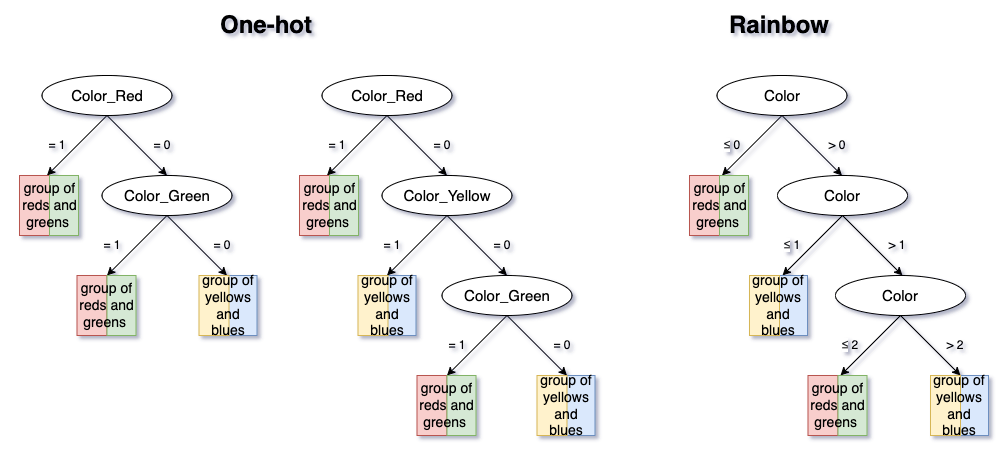 One-hot
Rainbow
Color_Red
Color_Red
Color
= 1
= 0
= 1
= 0
≤ 0
> 0
group of
reds and
greens
Color_Green
group of
reds and
greens
Color_Yellow
group of
reds and
greens
Color
= 1
= 0
= 1
= 0
≤ 1
> 1
group of
reds and
greens
group of
yellows
and
blues
group of
yellows
and
blues
Color_Green
group of
yellows
and
blues
Color
= 1
= 0
≤ 2
> 2
group of
reds and
greens
group of
yellows
and
blues
group of
reds and
greens
group of
yellows
and
blues